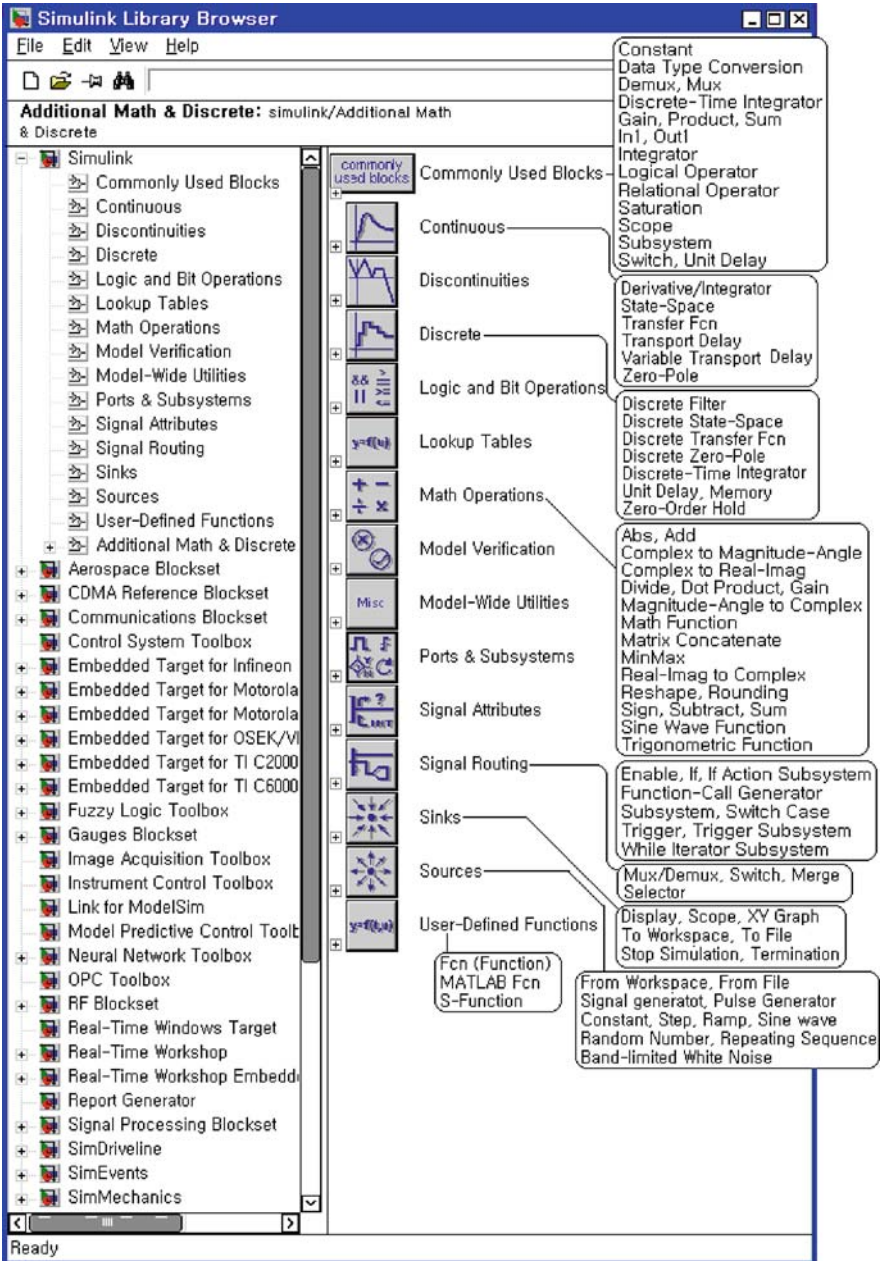 Simulink Library Browser
File Edit View Help
Additional Math & Discrete: simulink/Additional Math
& Discrete
Simulink
Commonly Used Blocks
Continuous
Discontinuities
Discrete
Logic and Bit Operations
Lookup Tables
Math Operations
Model Verification
Model-Wide Utilities
Ports & Subsystems
Signal Attributes
Signal Routing
Sinks
Sources
User-Defined Functions
Additional Math & Discrete
Aerospace Blockset
CDMA Reference Blockset
Communications Blockset
Control System Toolbox
Embedded Target for Infineon
Embedded Target for Motorola
Embedded Target for Motorola
Embedded Target for OSEK/VI
Embedded Target for TI C2000
Embedded Target for TI C6000
Fuzzy Logic Toolbox
Gauges Blockset
Image Acquisition Toolbox
Instrument Control Toolbox
Link for ModelSim
Model Predictive Control Toolb
Neural Network Toolbox
OPC Toolbox
RF Blockset
Real-Time Windows Target
Real-Time Workshop
Real-Time Workshop Embedd
Report Generator
Signal Processing Blockset
SimDriveline
SimEvents
SimMechanics
Ready
commonly
used blocks
Commonly Used Blocks
Constant
Data Type Conversion
Demux, Mux
Discrete-Time Integrator
Gain, Product, Sum
In1, Out1
Integrator
Logical Operator
Relational Operator
Saturation
Scope
Subsystem
Switch, Unit Delay
Continuous
Derivative/Integrator
State-Space
Transfer Fcn
Transport Delay
Variable Transport Delay
Zero-Pole
Discontinuities
Discrete
Discrete Filter
Discrete State-Space
Discrete Transfer Fcn
Discrete Zero-Pole
Discrete-Time Integrator
Unit Delay, Memory
Zero-Order Hold
&& >
|| >=
<=
Logic and Bit Operations
y=f(u)
Lookup Tables
+ −
÷ ×
Math Operations
Abs, Add
Complex to Magnitude-Angle
Complex to Real-Imag
Divide, Dot Product, Gain
Magnitude-Angle to Complex
Math Function
Matrix Concatenate
MinMax
Real-Imag to Complex
Reshape, Rounding
Sign, Subtract, Sum
Sine Wave Function
Trigonometric Function
Model Verification
Misc
Model-Wide Utilities
Ports & Subsystems
?
Signal Attributes
Signal Routing
Enable, If, If Action Subsystem
Function-Call Generator
Subsystem, Switch Case
Trigger, Trigger Subsystem
While Iterator Subsystem
Mux/Demux, Switch, Merge
Selector
Sinks
Display, Scope, XY Graph
To Workspace, To File
Stop Simulation, Termination
Sources
From Workspace, From File
Signal generatot, Pulse Generator
Constant, Step, Ramp, Sine wave
Random Number, Repeating Sequence
Band-limited White Noise
y=f(t,u)
User-Defined Functions
Fcn (Function)
MATLAB Fcn
S-Function